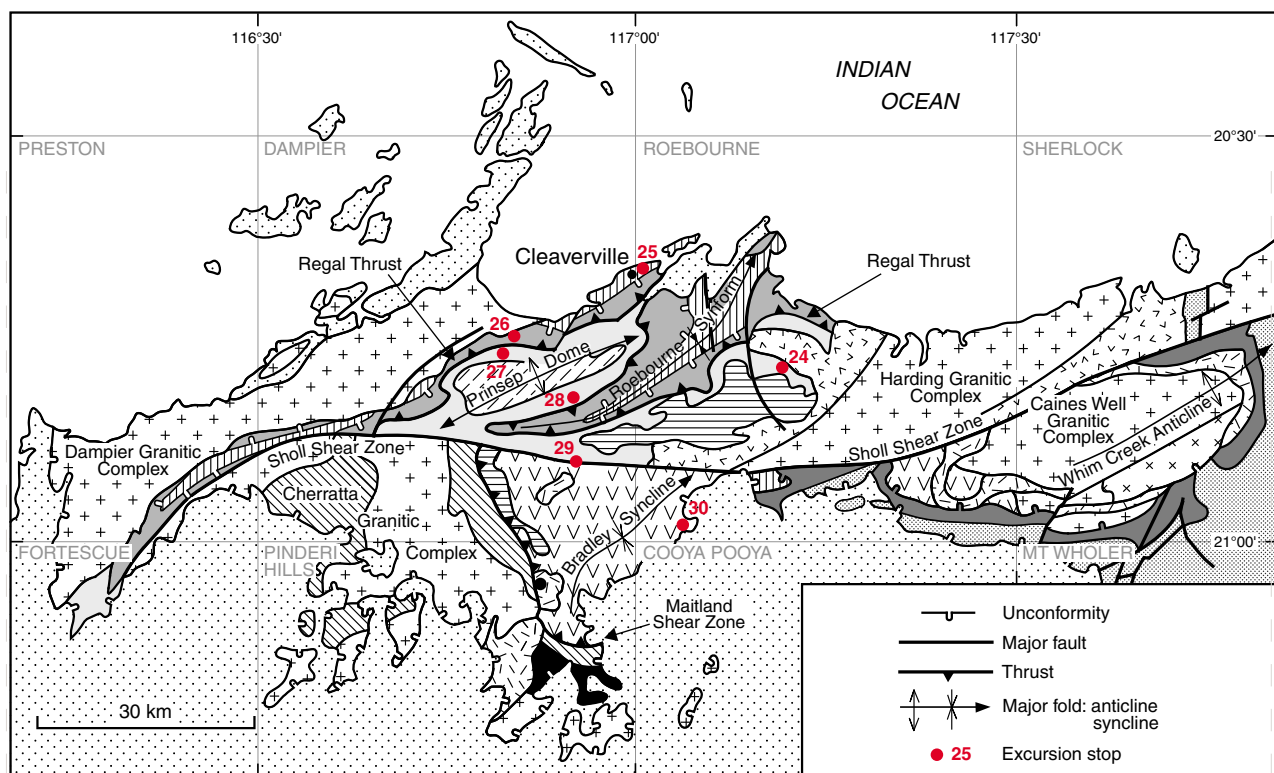 116°30'
117°00'
117°30'
INDIAN
OCEAN
20°30'
PRESTON
DAMPIER
ROEBOURNE
SHERLOCK
Cleaverville
25
Regal Thrust
Regal Thrust
26
27
24
Prinsep Dome
Roebourne Synform
28
Harding Granitic
Complex
Caines Well
Granitic
Complex
Whim Creek Anticline
Dampier Granitic
Complex
Sholl Shear Zone
29
Sholl Shear Zone
Cherratta
Granitic
Complex
Bradley Syncline
30
FORTESCUE
PINDERI
HILLS
COOYA POOYA
MT WHOLER
21°00'
Maitland
Shear Zone
30 km
Unconformity
Major fault
Thrust
Major fold: anticline
syncline
25 Excursion stop